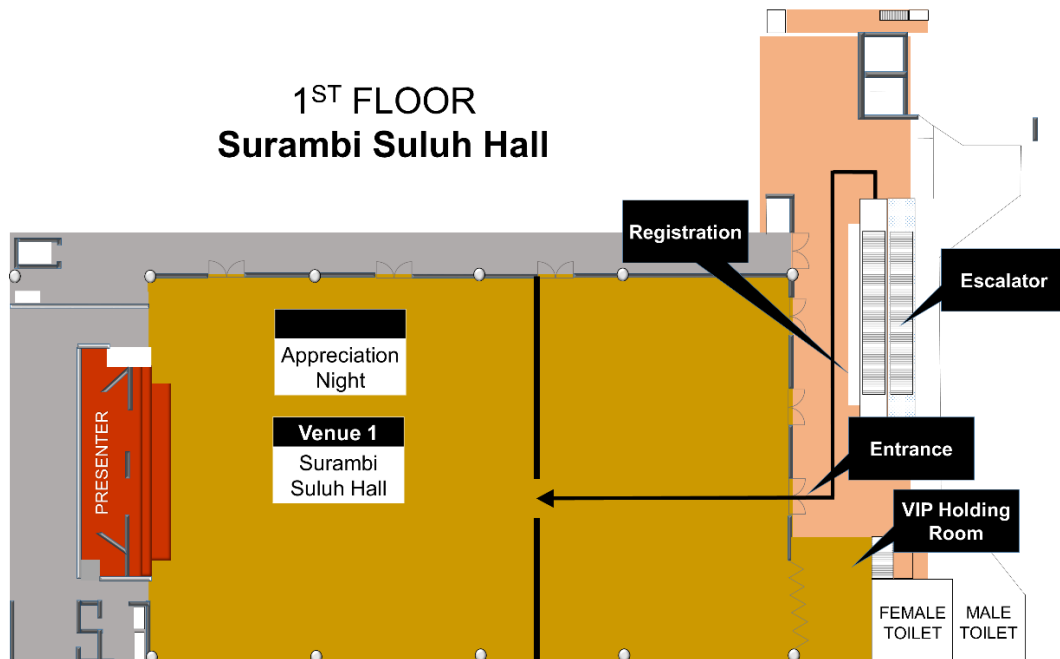 1ST FLOOR
Surambi Suluh Hall
Registration
Escalator
Appreciation
Night
PRESENTER
Venue 1
Surambi
Suluh Hall
Entrance
VIP Holding
Room
FEMALE
TOILET
MALE
TOILET